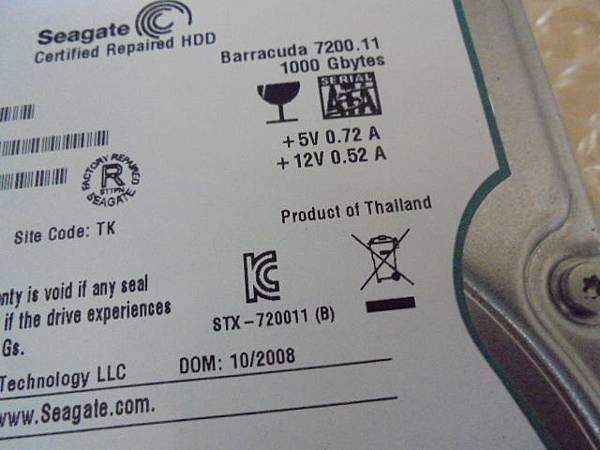 Seagate
Certified Repaired HDD
Barracuda 7200.11
1000 Gbytes
SERIAL
ATA
+5V 0.72 A
+12V 0.52 A
FACTORY REPAIRED
R
SEAGATE
Site Code: TK
Product of Thailand
nty is void if any seal
if the drive experiences
Gs.
STX-720011 (B)
Technology LLC
DOM: 10/2008
www.Seagate.com.